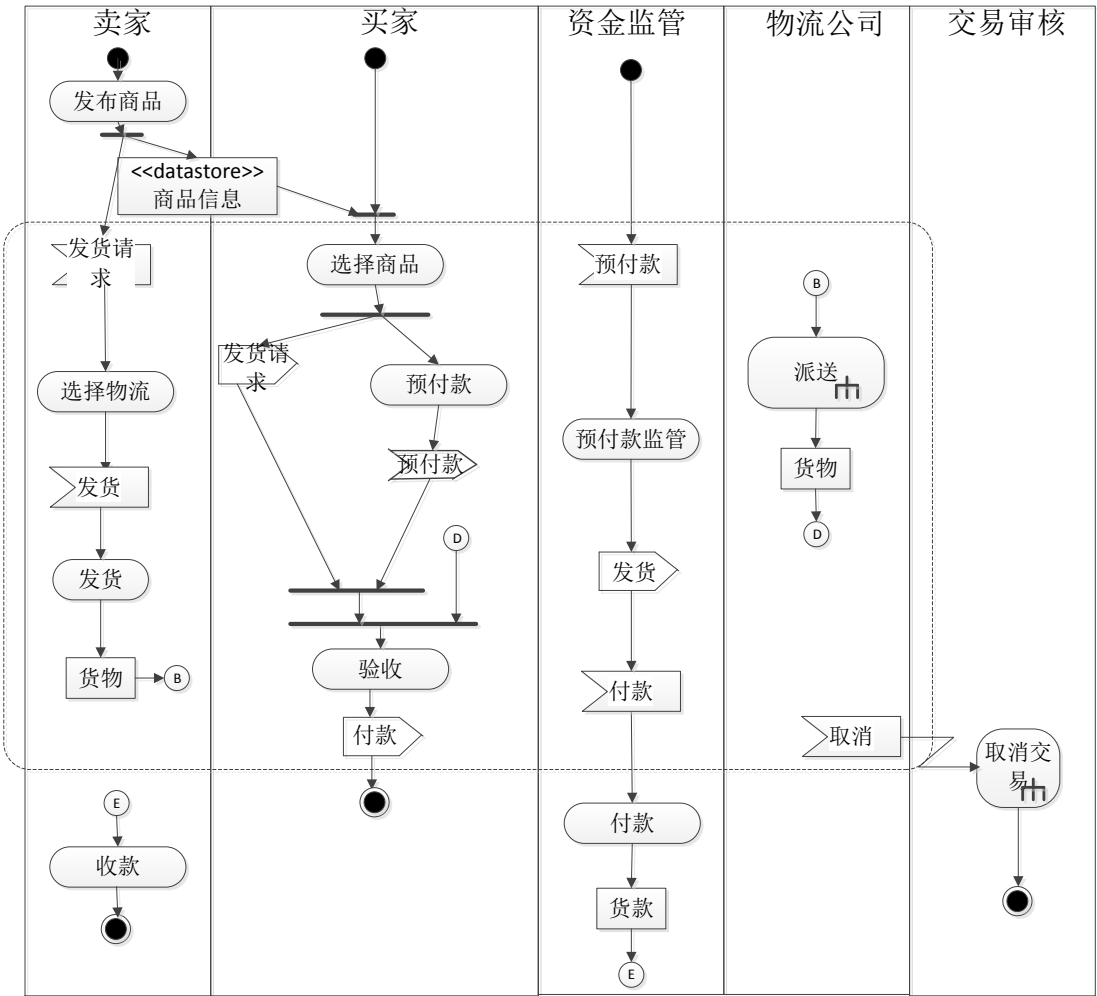 卖家
买家
资金监管
物流公司
交易审核
发布商品
<<datastore>>
商品信息
发货请
求
选择物流
发货
发货
货物
B
E
收款
选择商品
发货请
求
预付款
预付款
D
验收
付款
预付款
预付款监管
发货
付款
付款
货款
E
B
派送
货物
D
取消
取消交
易